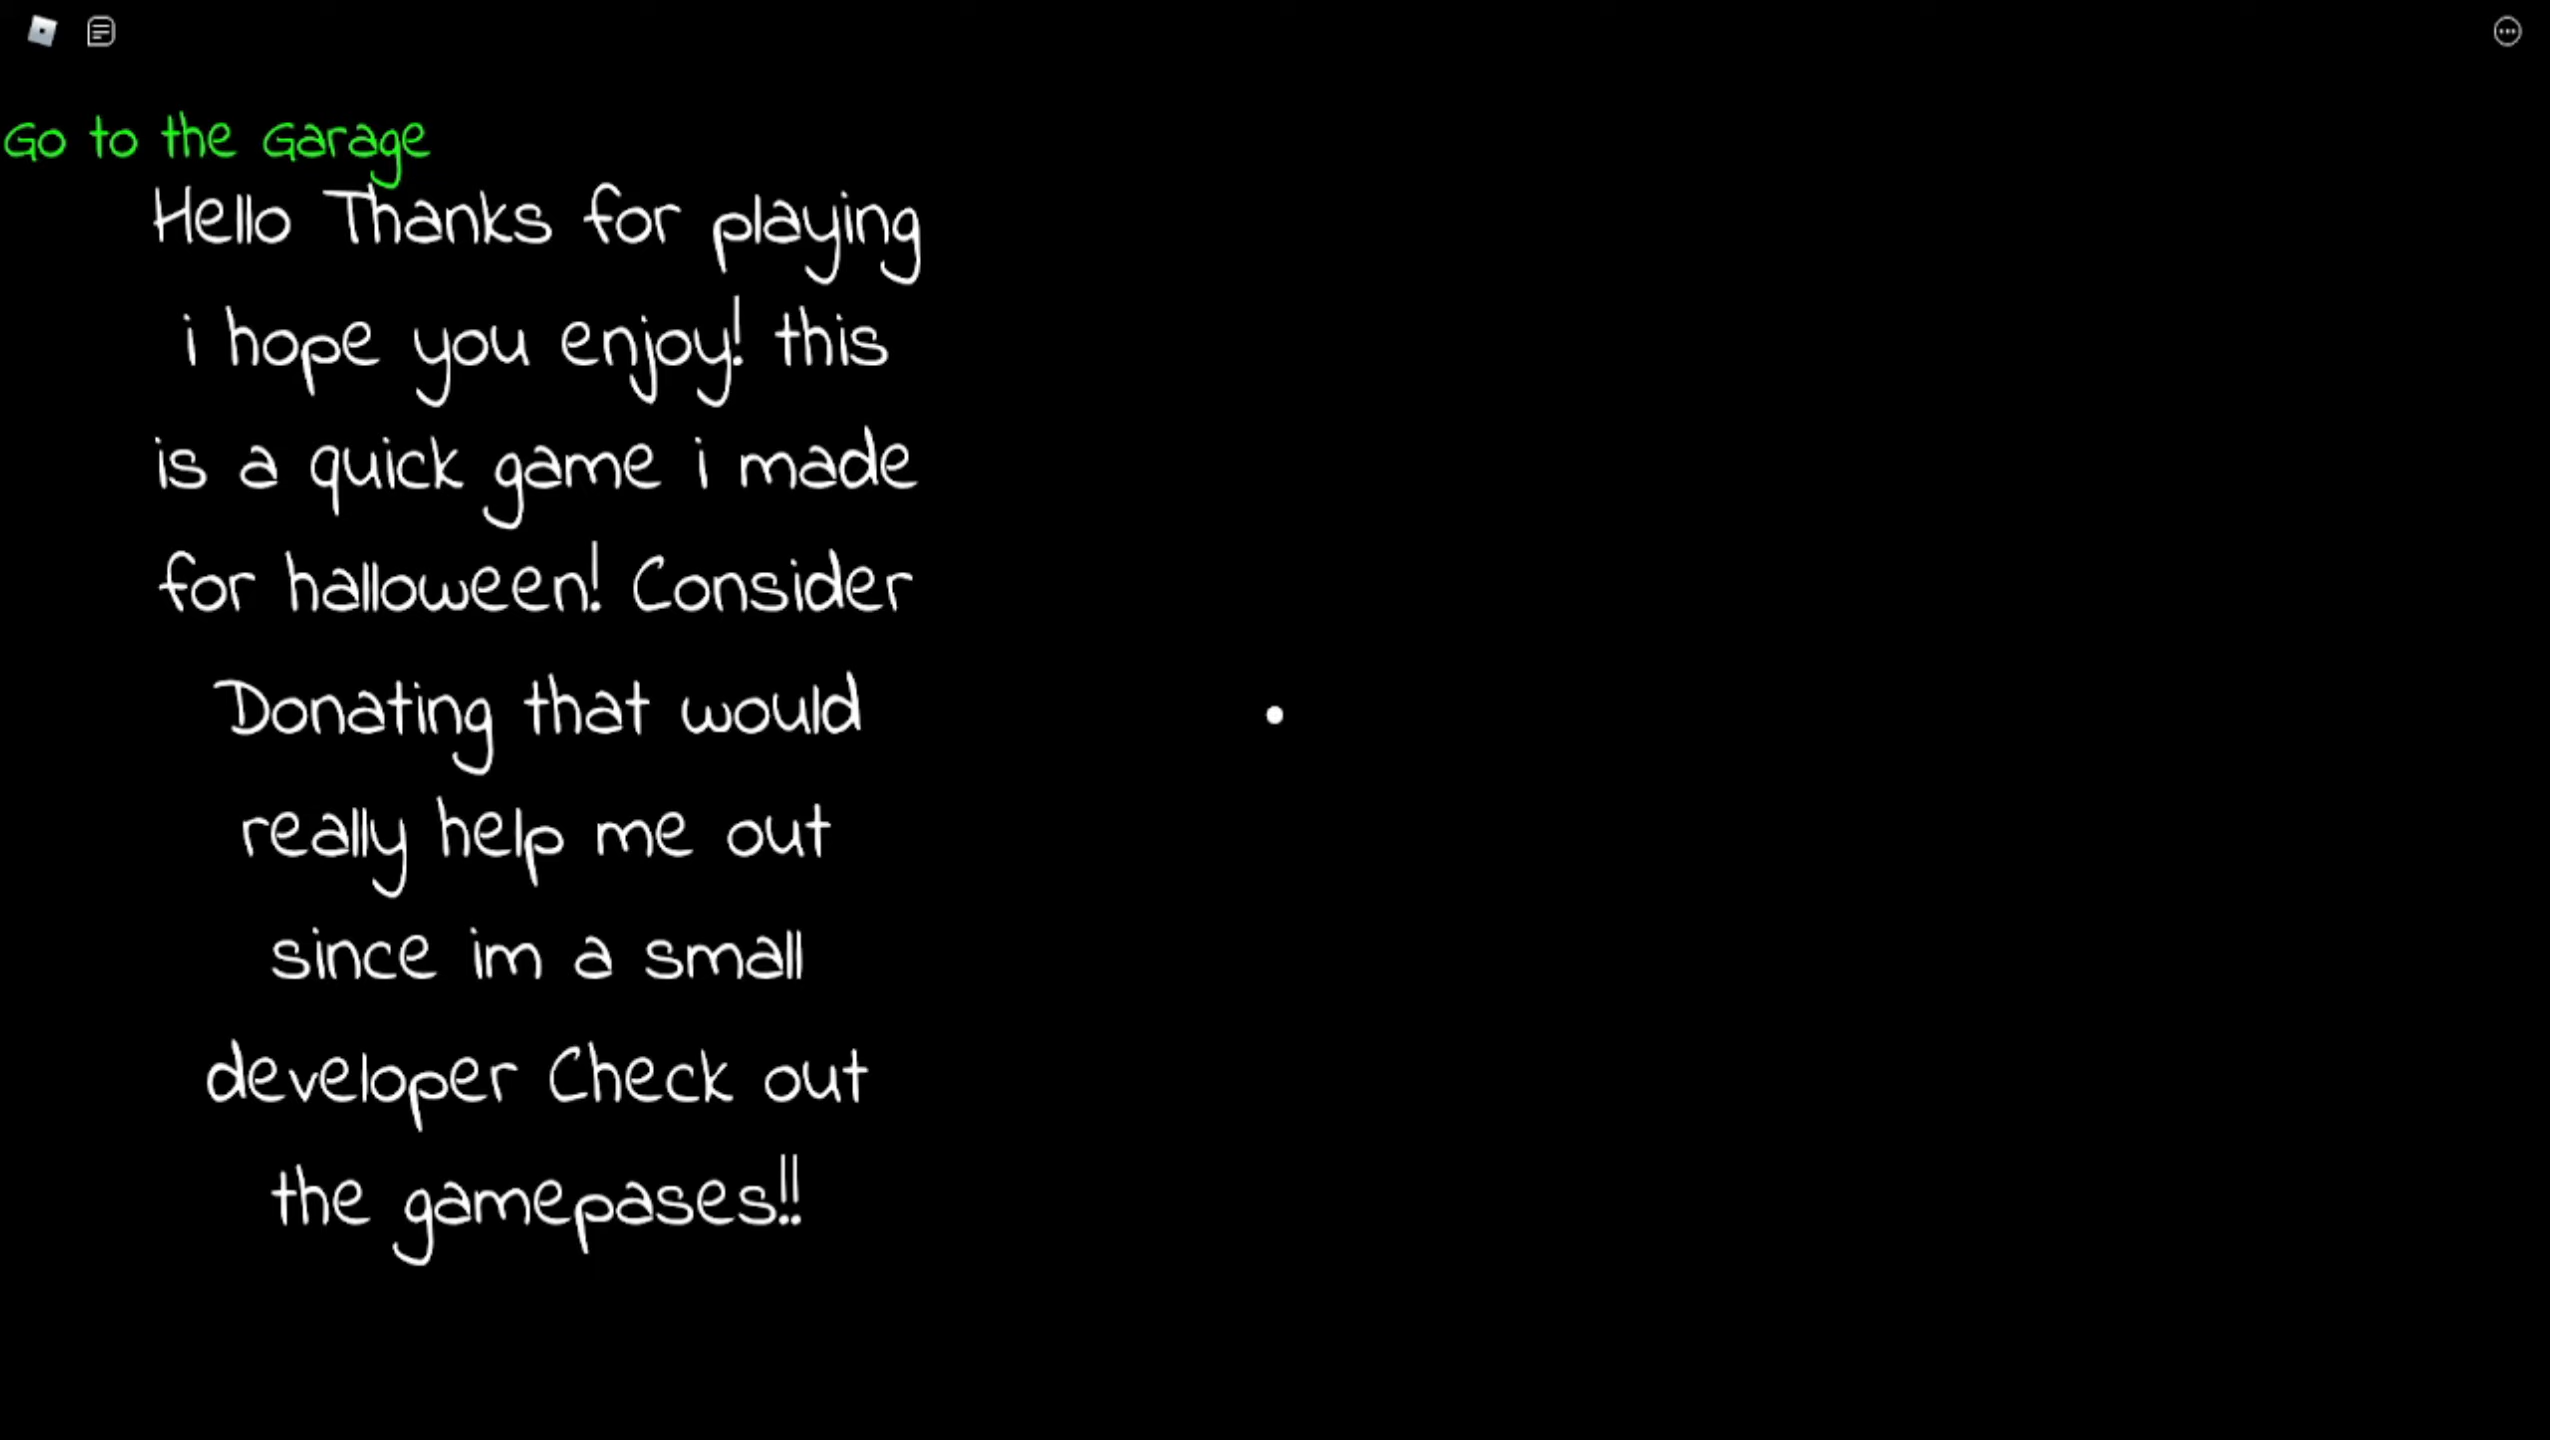 Go to the Garage
Hello Thanks for playing
i hope you enjoy! this
is a quick game i made
for halloween! Consider
Donating that would
really help me out
since im a small
developer Check out
the gamepases!!